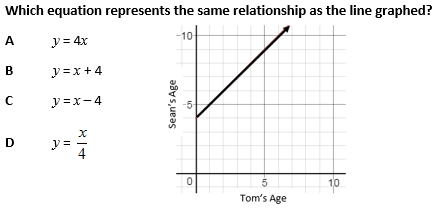 Which equation represents the same relationship as the line graphed?
A y = 4x
B y = x + 4
C y = x – 4
D y = x/4
10
5
0 5 10
Sean's Age
Tom's Age